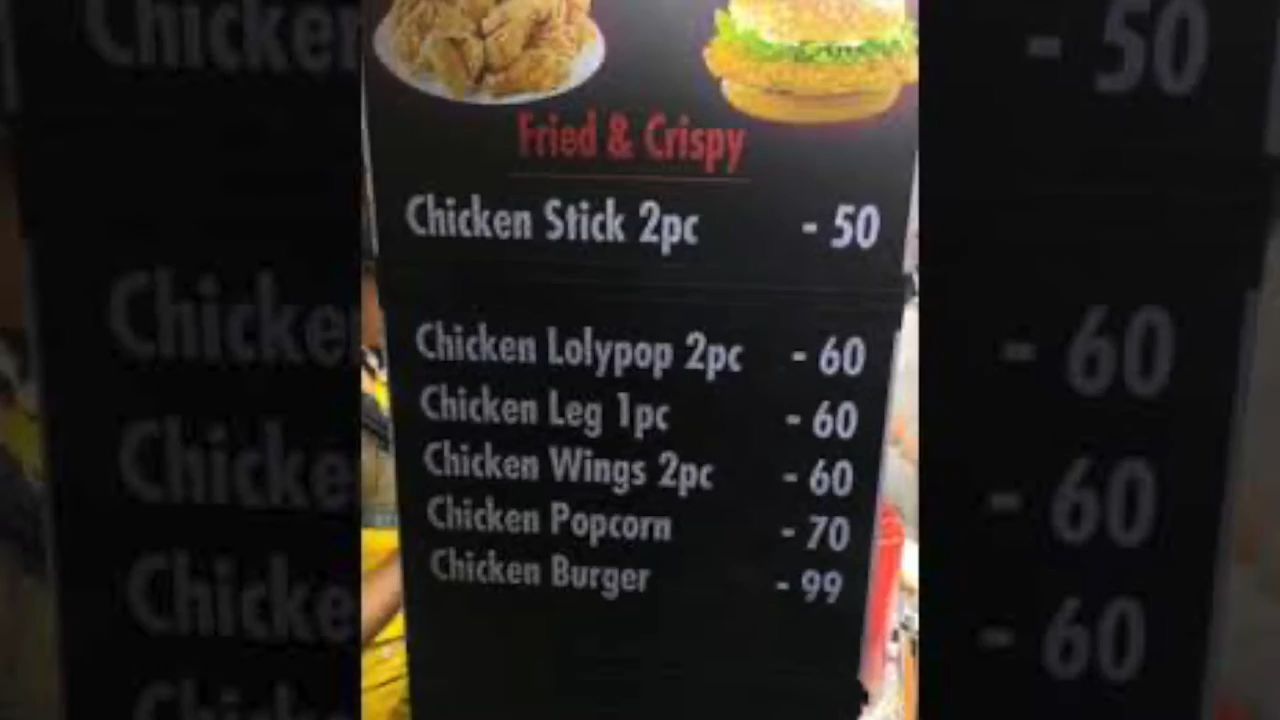 Fried & Crispy
Chicken Stick 2pc - 50
Chicken Lolypop 2pc - 60
Chicken Leg 1pc - 60
Chicken Wings 2pc - 60
Chicken Popcorn - 70
Chicken Burger - 99